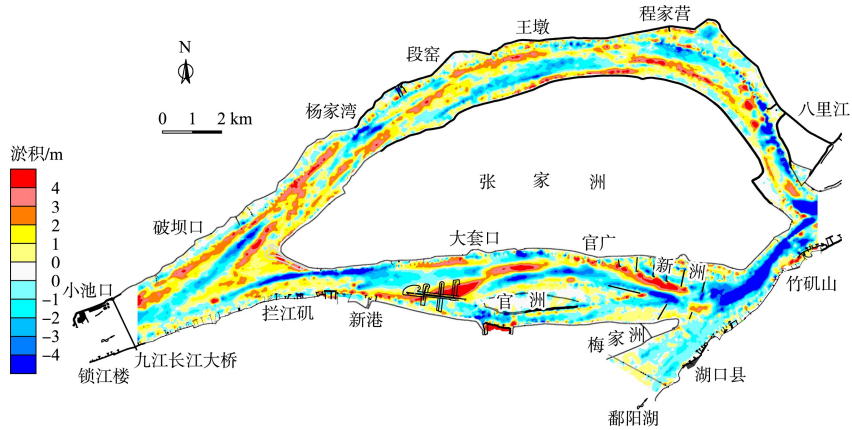 程家营
王墩
段窑
N
杨家湾
八里江
0 1 2 km
淤积/m
4
3
2
1
0
0
−1
−2
−3
−4
张家洲
破坝口
大套口
官广
新洲
小池口
竹矶山
官洲
拦江矶
新港
梅家洲
九江长江大桥
锁江楼
湖口县
鄱阳湖